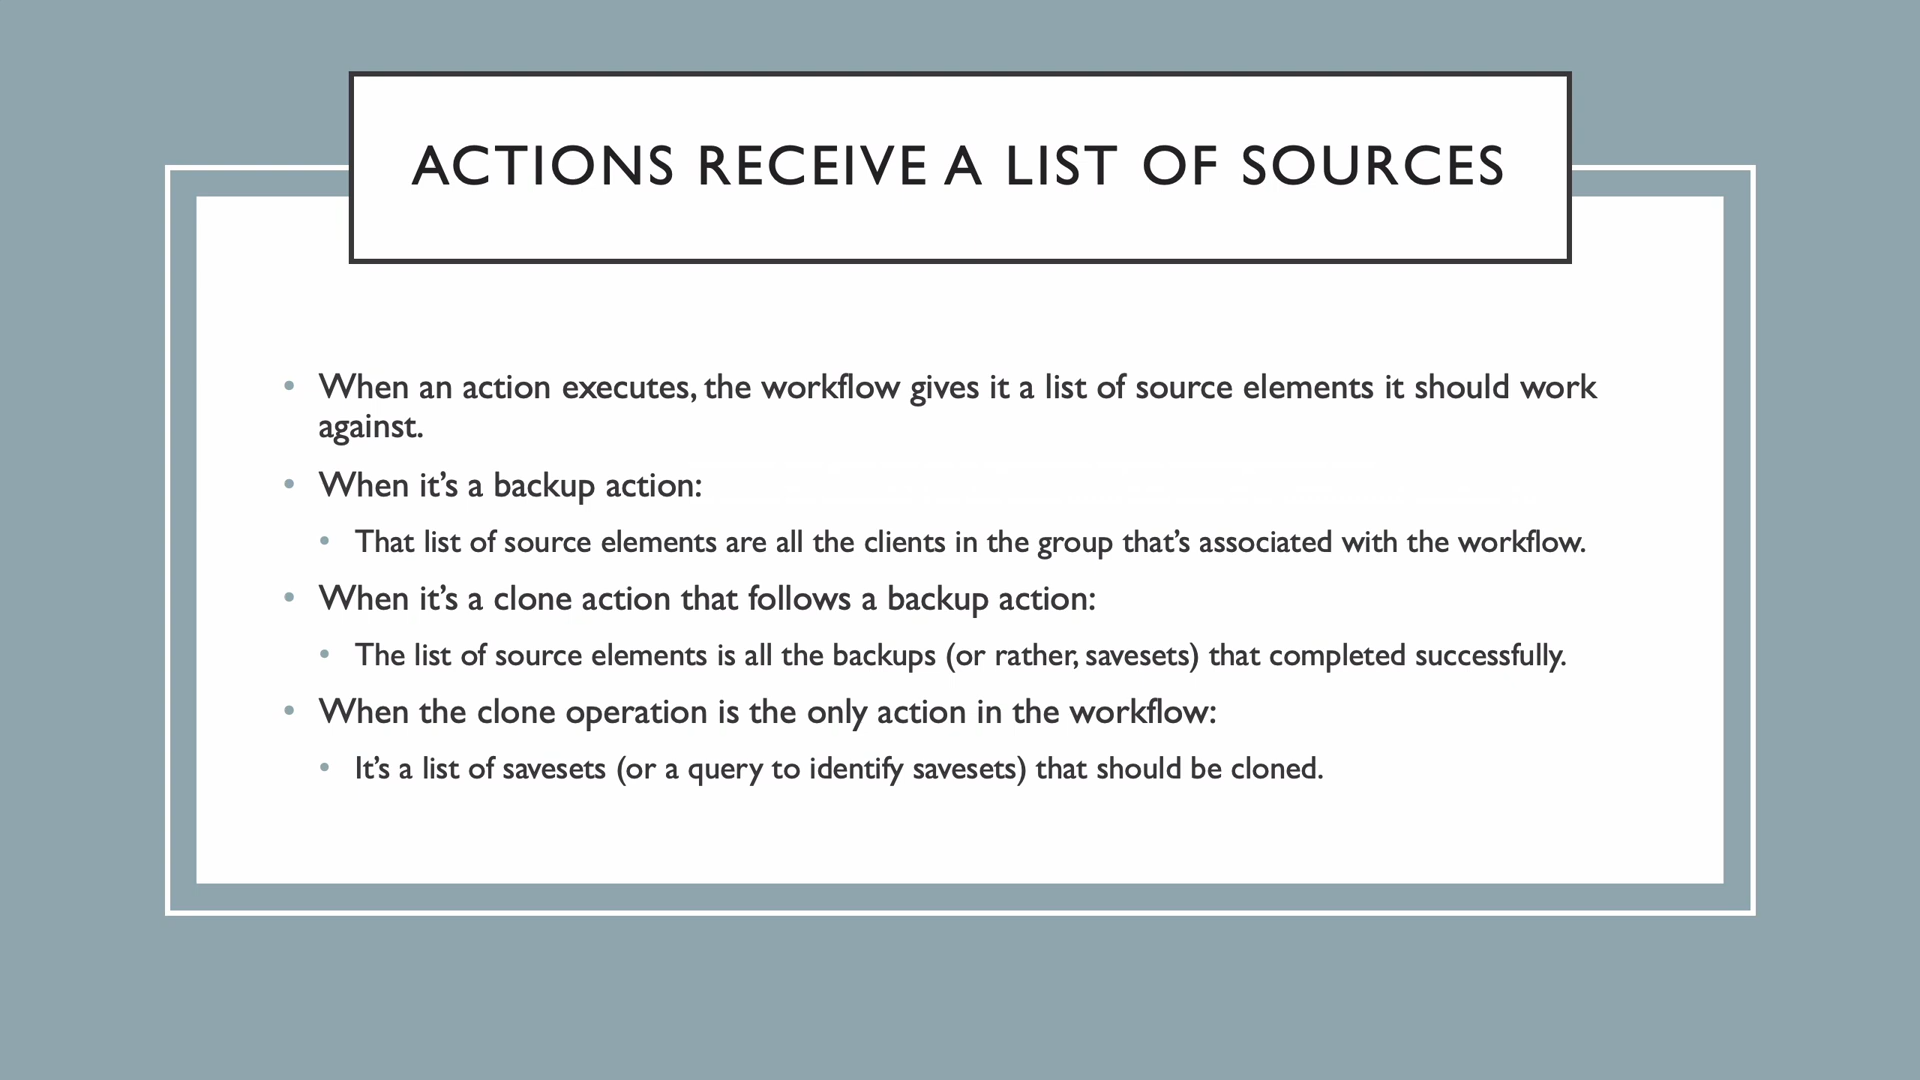 ACTIONS RECEIVE A LIST OF SOURCES
• When an action executes, the workflow gives it a list of source elements it should work
against.
• When it’s a backup action:
• That list of source elements are all the clients in the group that’s associated with the workflow.
• When it’s a clone action that follows a backup action:
• The list of source elements is all the backups (or rather, savesets) that completed successfully.
• When the clone operation is the only action in the workflow:
• It’s a list of savesets (or a query to identify savesets) that should be cloned.